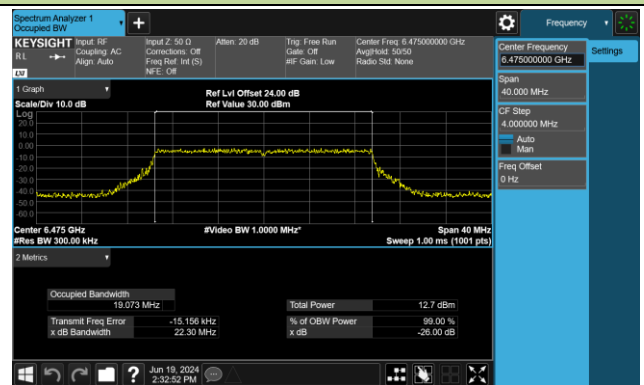 Spectrum Analyzer 1
Occupied BW
Frequency
KEYSIGHT
Input: RF
Coupling: AC
Align: Auto
Input Z: 50 Ω
Corrections: Off
Freq Ref: Int (S)
NFE: Off
Atten: 20 dB
Trig: Free Run
Gate: Off
#IF Gain: Low
Center Freq: 6.475000000 GHz
Avg|Hold: 50/50
Radio Std: None
RL
LXI
Center Frequency
6.475000000 GHz
Settings
Span
40.000 MHz
CF Step
4.000000 MHz
Auto
Man
Freq Offset
0 Hz
1 Graph
Scale/Div 10.0 dB
Ref Lvl Offset 24.00 dB
Ref Value 30.00 dBm
Log
20.0
10.0
0.00
-10.0
-20.0
-30.0
-40.0
-50.0
-60.0
Center 6.475 GHz
#Res BW 300.00 kHz
#Video BW 1.0000 MHz*
Span 40 MHz
Sweep 1.00 ms (1001 pts)
2 Metrics
Occupied Bandwidth
19.073 MHz
Total Power 12.7 dBm
Transmit Freq Error -15.156 kHz
% of OBW Power 99.00 %
x dB Bandwidth 22.30 MHz
x dB -26.00 dB
Jun 19, 2024
2:32:52 PM